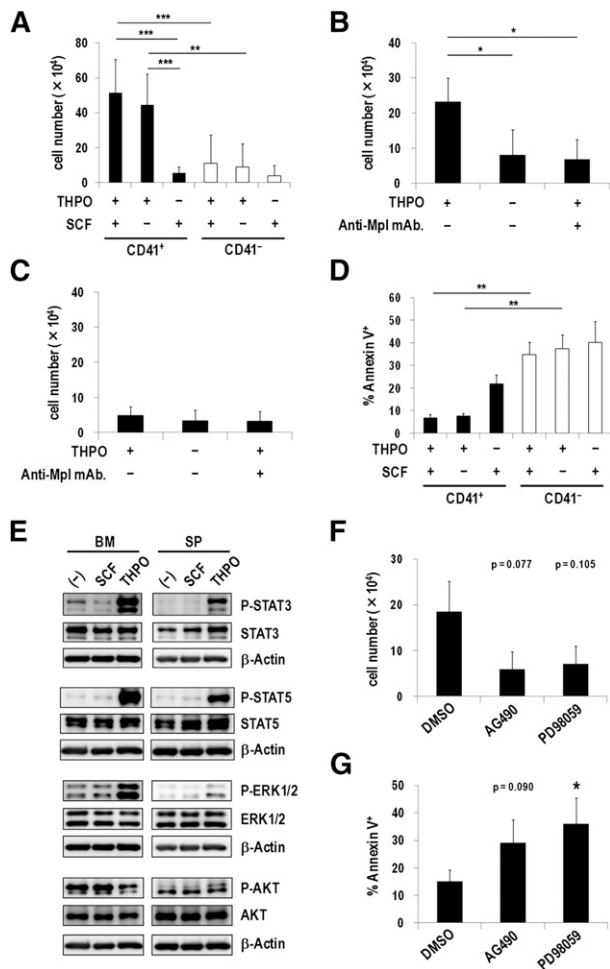 A
cell number ( × 10⁴)
80
60
40
20
0
***
***
**
***
THPO + + − + + −
SCF + − + + − +
CD41⁺ CD41⁻
B
cell number ( × 10⁴)
40
30
20
10
0
*
*
THPO + − +
Anti-Mpl mAb. − − +
C
cell number ( × 10⁴)
20
15
10
5
0
THPO + − +
Anti-Mpl mAb. − − +
D
% Annexin V⁺
60
50
40
30
20
10
0
**
**
THPO + + − + + −
SCF + − + + − +
CD41⁺ CD41⁻
E
BM SP
(-) SCF THPO (-) SCF THPO
P-STAT3
STAT3
β-Actin
P-STAT5
STAT5
β-Actin
P-ERK1/2
ERK1/2
β-Actin
P-AKT
AKT
β-Actin
F
cell number ( × 10⁴)
30
20
10
0
p = 0.077 p = 0.105
DMSO AG490 PD98059
G
% Annexin V⁺
50
40
30
20
10
0
p = 0.090 *
DMSO AG490 PD98059